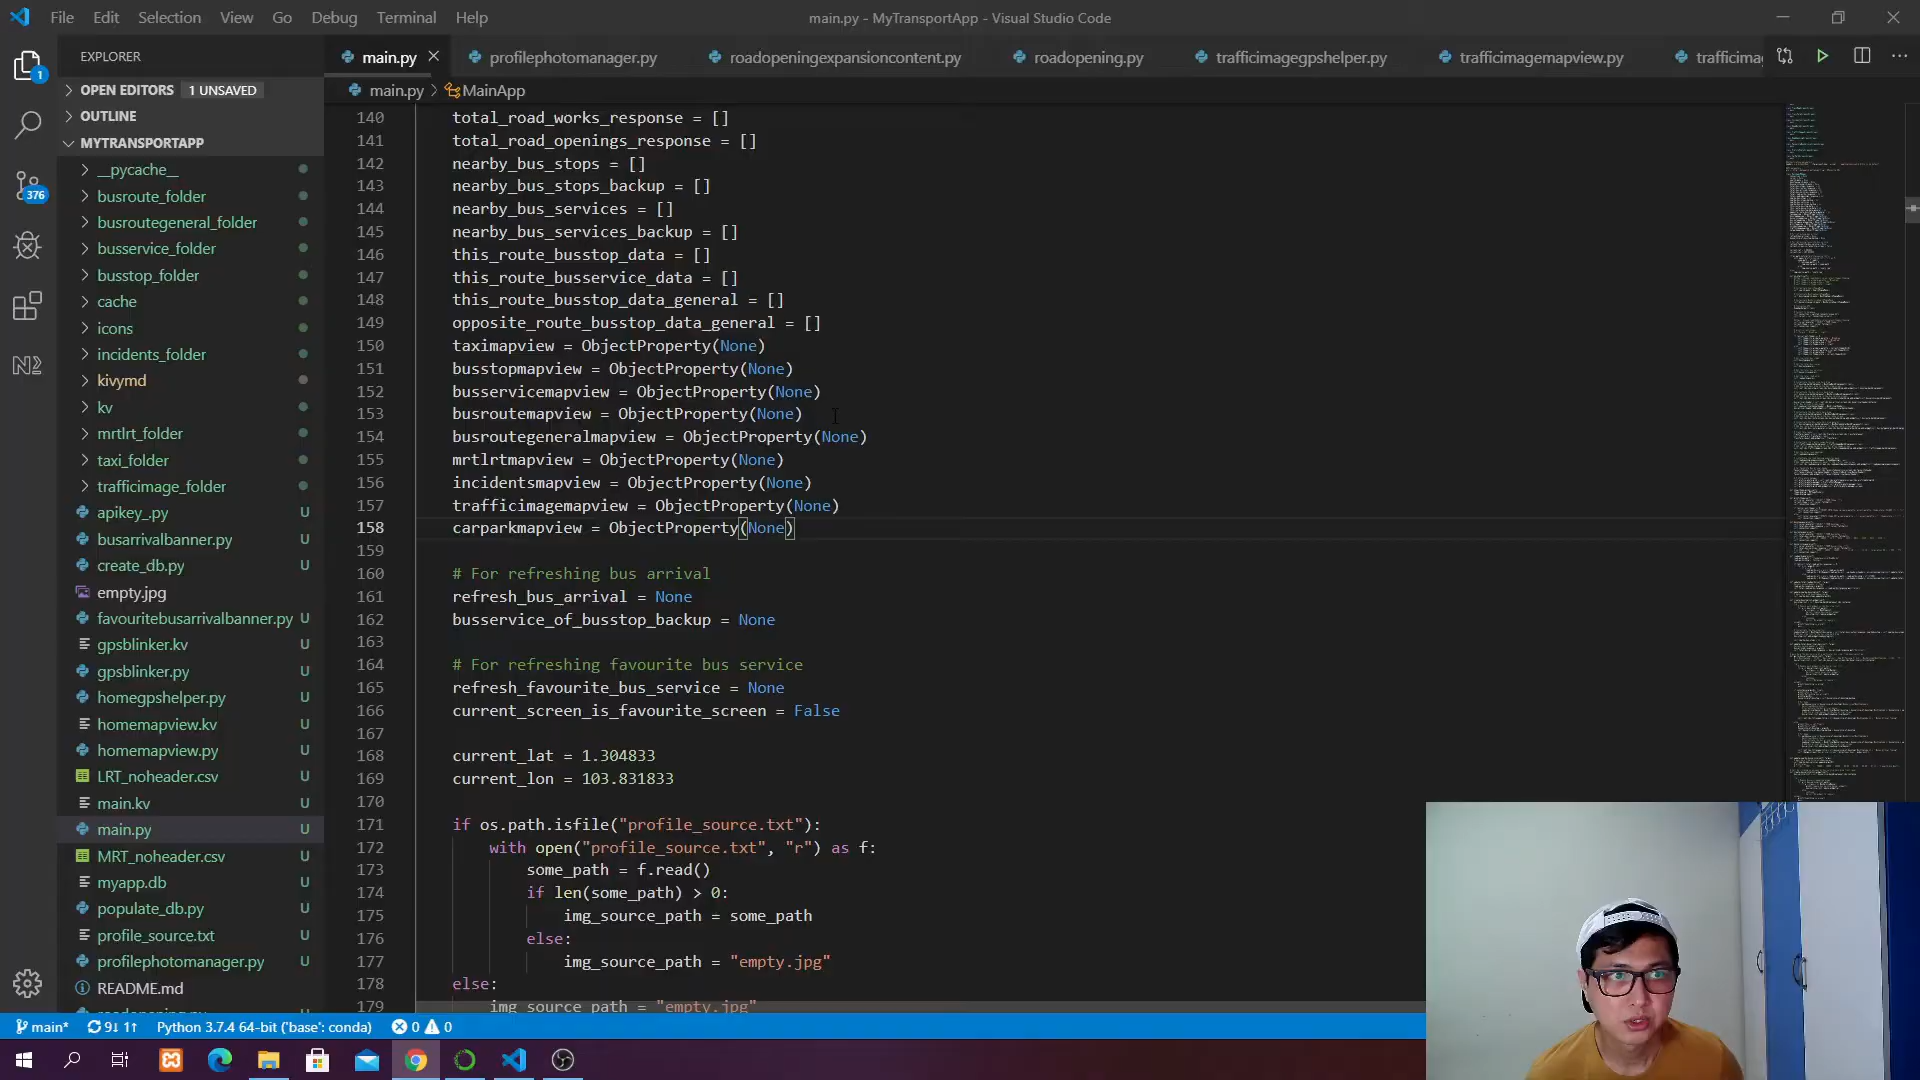 File Edit Selection View Go Debug Terminal Help
main.py - MyTransportApp - Visual Studio Code
EXPLORER
OPEN EDITORS 1 UNSAVED
OUTLINE
MYTRANSPORTAPP
__pycache__
busroute_folder
busroutegeneral_folder
busservice_folder
busstop_folder
cache
icons
incidents_folder
kivymd
kv
mrtlrt_folder
taxi_folder
trafficimage_folder
apikey_.py U
busarrivalbanner.py U
create_db.py U
empty.jpg
favouritebusarrivalbanner.py U
gpsblinker.kv U
gpsblinker.py U
homegpshelper.py U
homemapview.kv U
homemapview.py U
LRT_noheader.csv U
main.kv U
main.py U
MRT_noheader.csv U
myapp.db U
populate_db.py U
profile_source.txt U
profilephotomanager.py U
README.md
1
376
main.py profilephotomanager.py roadopeningexpansioncontent.py roadopening.py trafficimagegpshelper.py trafficimagemapview.py trafficima
main.py > MainApp
140 total_road_works_response = []
141 total_road_openings_response = []
142 nearby_bus_stops = []
143 nearby_bus_stops_backup = []
144 nearby_bus_services = []
145 nearby_bus_services_backup = []
146 this_route_busstop_data = []
147 this_route_busservice_data = []
148 this_route_busstop_data_general = []
149 opposite_route_busstop_data_general = []
150 taximapview = ObjectProperty(None)
151 busstopmapview = ObjectProperty(None)
152 busservicemapview = ObjectProperty(None)
153 busroutemapview = ObjectProperty(None)
154 busroutegeneralmapview = ObjectProperty(None)
155 mrtlrtmapview = ObjectProperty(None)
156 incidentsmapview = ObjectProperty(None)
157 trafficimagemapview = ObjectProperty(None)
158 carparkmapview = ObjectProperty(None)
159
160 # For refreshing bus arrival
161 refresh_bus_arrival = None
162 busservice_of_busstop_backup = None
163
164 # For refreshing favourite bus service
165 refresh_favourite_bus_service = None
166 current_screen_is_favourite_screen = False
167
168 current_lat = 1.304833
169 current_lon = 103.831833
170
171 if os.path.isfile("profile_source.txt"):
172 with open("profile_source.txt", "r") as f:
173 some_path = f.read()
174 if len(some_path) > 0:
175 img_source_path = some_path
176 else:
177 img_source_path = "empty.jpg"
178 else:
179 img_source_path = "empty.jpg"
main* 9↓ 1↑ Python 3.7.4 64-bit ('base': conda) 0 0